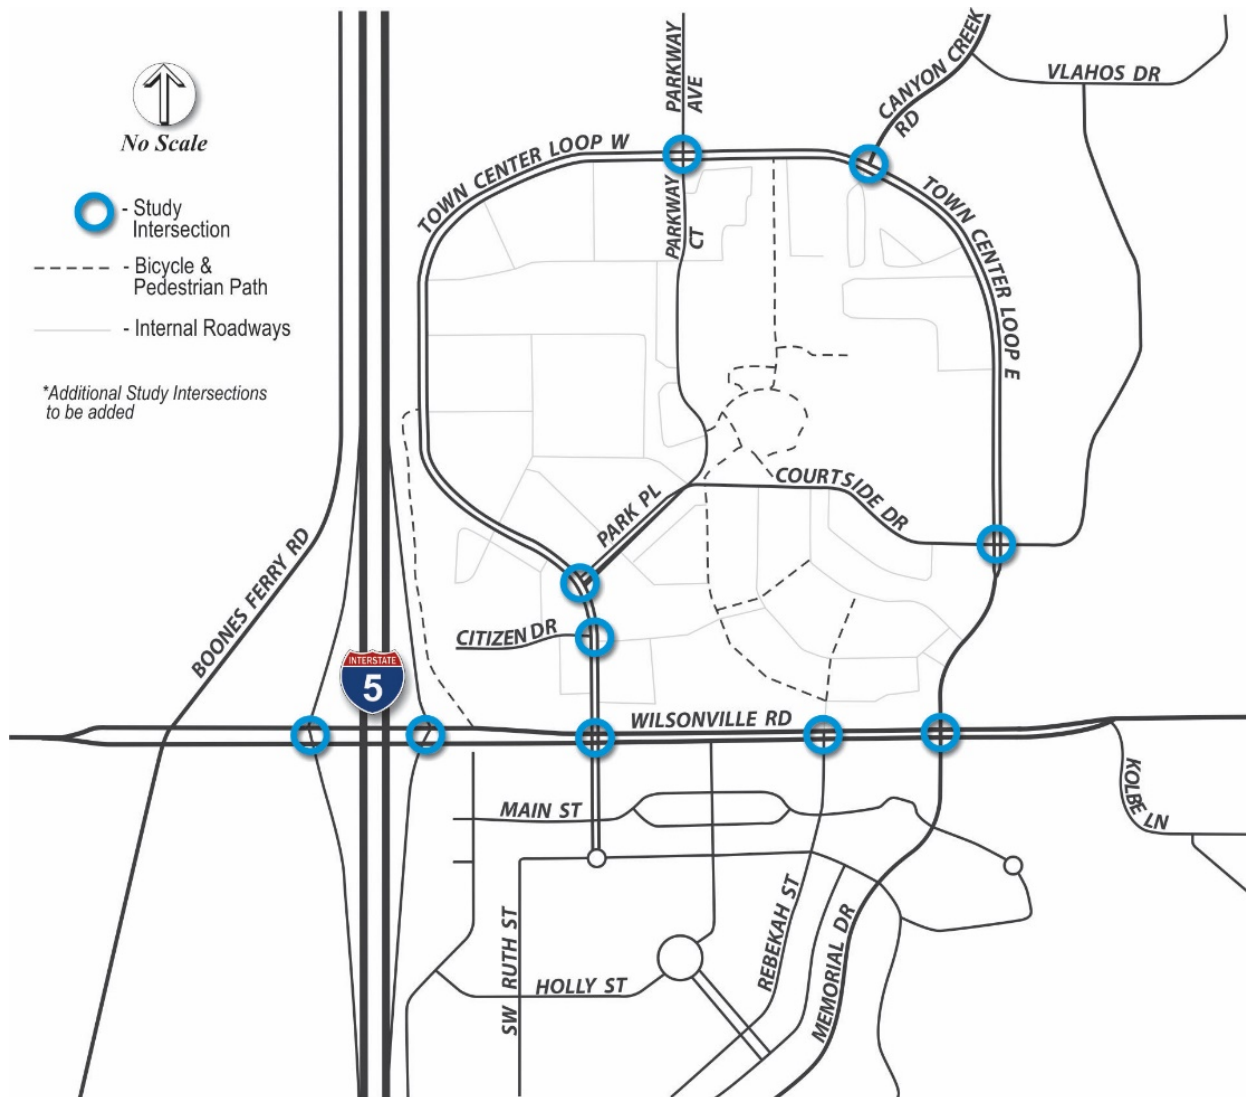 No Scale
- Study
Intersection
- Bicycle &
Pedestrian Path
- Internal Roadways
*Additional Study Intersections
to be added
PARKWAY
AVE
CANYON CREEK
RD
VLAHOS DR
TOWN CENTER LOOP W
PARKWAY
CT
TOWN CENTER LOOP E
COURTSIDE DR
PARK PL
BOONES FERRY RD
CITIZEN DR
INTERSTATE
5
WILSONVILLE RD
MAIN ST
KOLBE LN
SW RUTH ST
HOLLY ST
REBEKAH ST
MEMORIAL DR